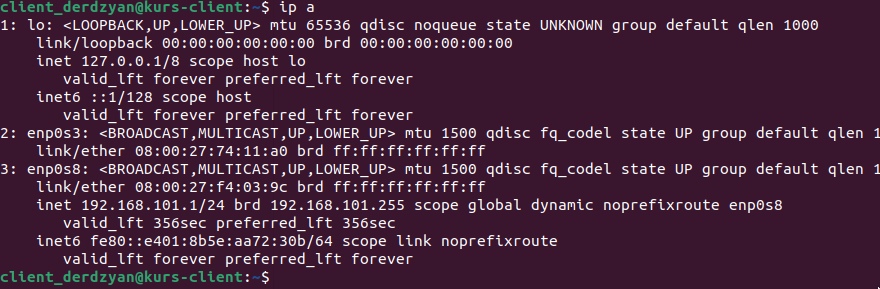 client_derdzyan@kurs-client:~$ ip a
1: lo: <LOOPBACK,UP,LOWER_UP> mtu 65536 qdisc noqueue state UNKNOWN group default qlen 1000
    link/loopback 00:00:00:00:00:00 brd 00:00:00:00:00:00
    inet 127.0.0.1/8 scope host lo
       valid_lft forever preferred_lft forever
    inet6 ::1/128 scope host
       valid_lft forever preferred_lft forever
2: enp0s3: <BROADCAST,MULTICAST,UP,LOWER_UP> mtu 1500 qdisc fq_codel state UP group default qlen 1
    link/ether 08:00:27:74:11:a0 brd ff:ff:ff:ff:ff:ff
3: enp0s8: <BROADCAST,MULTICAST,UP,LOWER_UP> mtu 1500 qdisc fq_codel state UP group default qlen 1
    link/ether 08:00:27:f4:03:9c brd ff:ff:ff:ff:ff:ff
    inet 192.168.101.1/24 brd 192.168.101.255 scope global dynamic noprefixroute enp0s8
       valid_lft 356sec preferred_lft 356sec
    inet6 fe80::e401:8b5e:aa72:30b/64 scope link noprefixroute
       valid_lft forever preferred_lft forever
client_derdzyan@kurs-client:~$